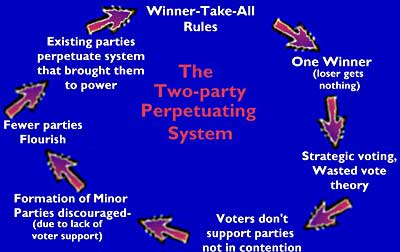 Winner-Take-All
Rules
The
Two-party
Perpetuating
System
One Winner
(loser gets
nothing)
Strategic voting,
Wasted vote
theory
Voters don't
support parties
not in contention
Formation of Minor
Parties discouraged-
(due to lack of
voter support)
Fewer parties
Flourish
Existing parties
perpetuate system
that brought them
to power